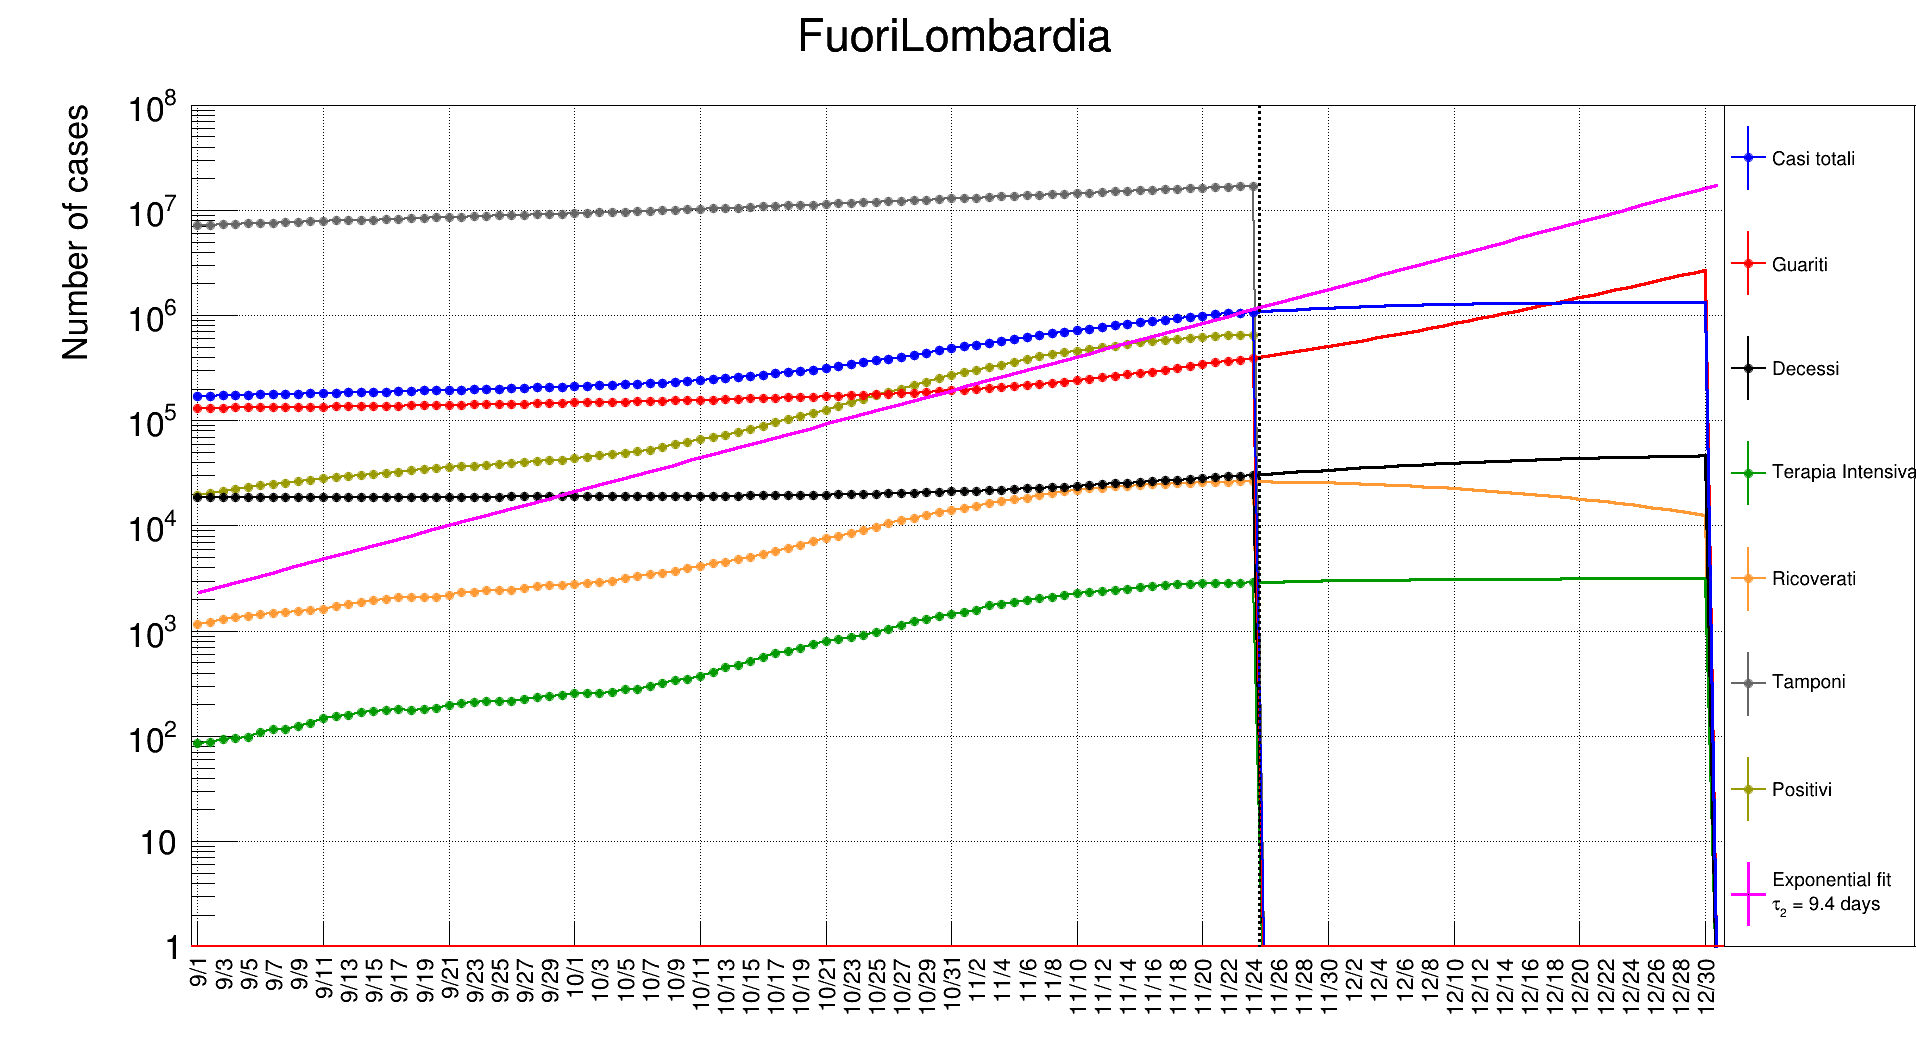 FuoriLombardia
Number of cases
10^8
10^7
10^6
10^5
10^4
10^3
10^2
10
1
9/1 9/3 9/5 9/7 9/9 9/11 9/13 9/15 9/17 9/19 9/21 9/23 9/25 9/27 9/29 10/1 10/3 10/5 10/7 10/9 10/11 10/13 10/15 10/17 10/19 10/21 10/23 10/25 10/27 10/29 10/31 11/2 11/4 11/6 11/8 11/10 11/12 11/14 11/16 11/18 11/20 11/22 11/24 11/26 11/28 11/30 12/2 12/4 12/6 12/8 12/10 12/12 12/14 12/16 12/18 12/20 12/22 12/24 12/26 12/28 12/30
Casi totali
Guariti
Decessi
Terapia Intensiva
Ricoverati
Tamponi
Positivi
Exponential fit
τ_2 = 9.4 days